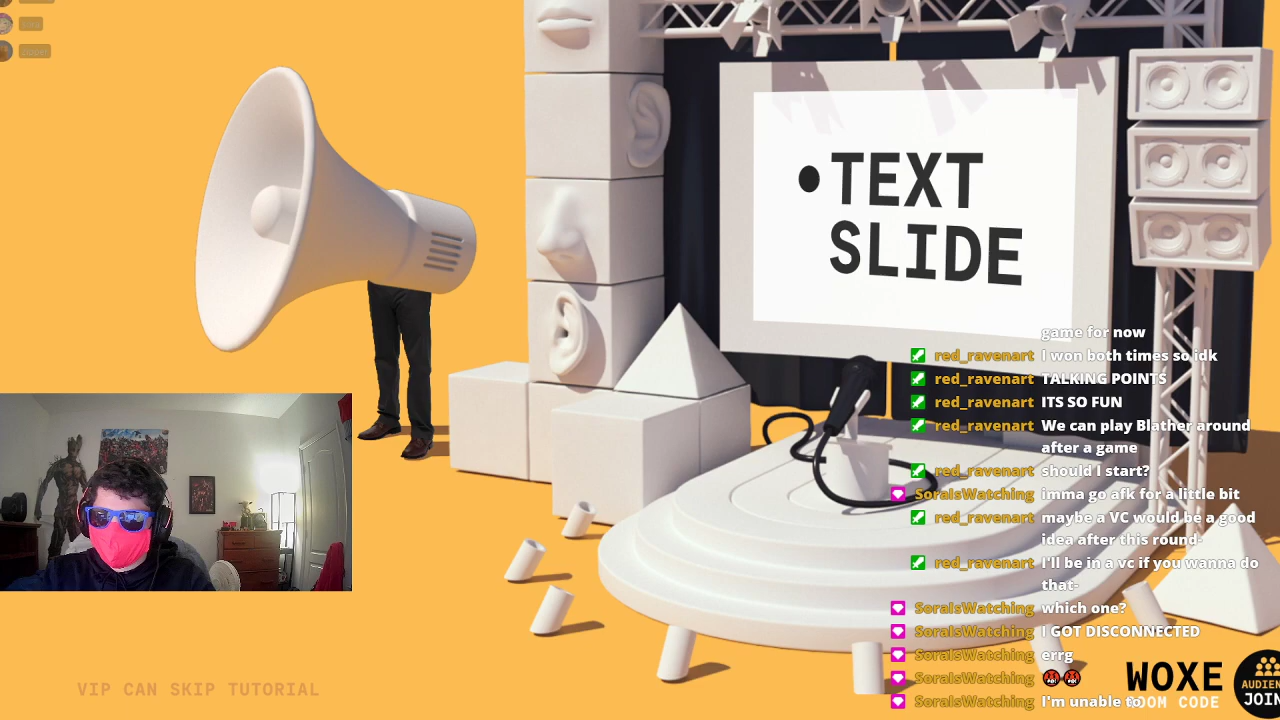 •TEXT
SLIDE
game for now
red_ravenart I won both times so idk
red_ravenart TALKING POINTS
red_ravenart ITS SO FUN
red_ravenart We can play Blather around
after a game
red_ravenart should I start?
SoraIsWatching imma go afk for a little bit
red_ravenart maybe a VC would be a good
idea after this round-
red_ravenart I'll be in a vc if you wanna do
that-
SoraIsWatching which one?
SoraIsWatching I GOT DISCONNECTED
SoraIsWatching errg
SoraIsWatching
SoraIsWatching I'm unable to
VIP CAN SKIP TUTORIAL
WOXE
ROOM CODE
JOIN